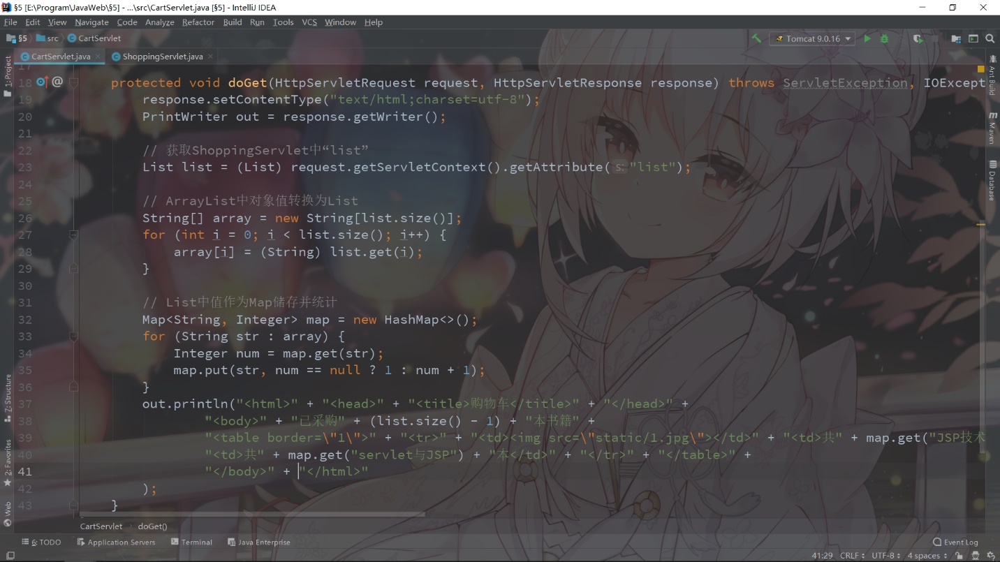 §5 [E:\Program\JavaWeb\§5] - ...\src\CartServlet.java [§5] - IntelliJ IDEA
File Edit View Navigate Code Analyze Refactor Build Run Tools VCS Window Help
§5 src CartServlet Tomcat 9.0.16
CartServlet.java ShoppingServlet.java
1: Project
Ant Build
Maven
Database
17
18 @ protected void doGet(HttpServletRequest request, HttpServletResponse response) throws ServletException, IOExcept
19 response.setContentType("text/html;charset=utf-8");
20 PrintWriter out = response.getWriter();
21
22 // 获取ShoppingServlet中“list”
23 List list = (List) request.getServletContext().getAttribute( s: "list");
24
25 // ArrayList中对象值转换为List
26 String[] array = new String[list.size()];
27 for (int i = 0; i < list.size(); i++) {
28 array[i] = (String) list.get(i);
29 }
30
31 // List中值作为Map储存并统计
32 Map<String, Integer> map = new HashMap<>();
33 for (String str : array) {
34 Integer num = map.get(str);
35 map.put(str, num == null ? 1 : num + 1);
36 }
37 out.println("<html>" + "<head>" + "<title>购物车</title>" + "</head>" +
38 "<body>" + "已采购" + (list.size() - 1) + "本书籍" +
39 "<table border=\"1\">" + "<tr>" + "<td><img src=\"static/1.jpg\"></td>" + "<td>共" + map.get("JSP技术
40 "<td>共" + map.get("servlet与JSP") + "本</td>" + "</tr>" + "</table>" +
41 "</body>" + "</html>"
42 );
43 }
7: Structure
2: Favorites
Web
CartServlet doGet()
6: TODO Application Servers Terminal Java Enterprise Event Log
41:29 CRLF UTF-8 4 spaces